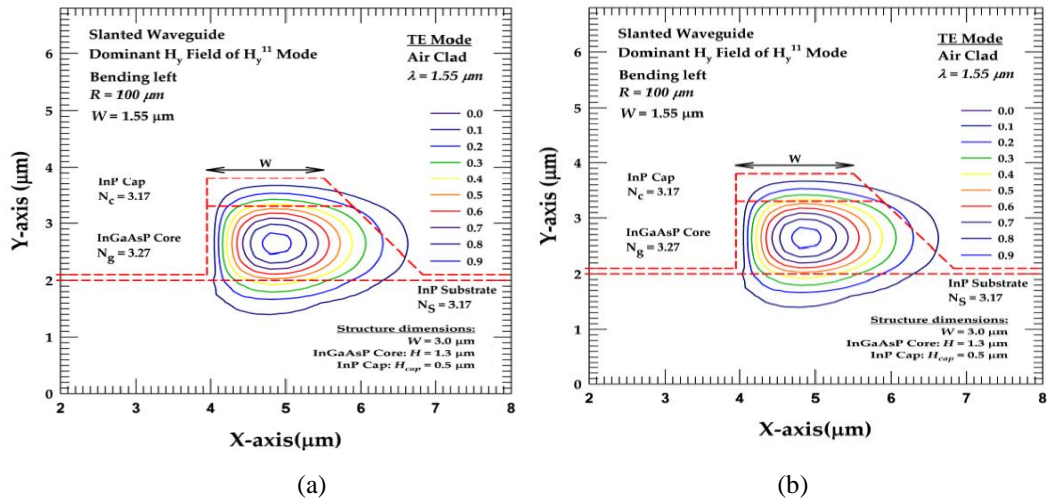 Slanted Waveguide
Dominant Hy Field of Hy11 Mode
Bending left
R = 100 μm
W = 1.55 μm
TE Mode
Air Clad
λ = 1.55 μm
0.0
0.1
0.2
0.3
0.4
0.5
0.6
0.7
0.8
0.9
W
InP Cap
Nc = 3.17
InGaAsP Core
Ng = 3.27
InP Substrate
NS = 3.17
Structure dimensions:
W = 3.0 μm
InGaAsP Core: H = 1.3 μm
InP Cap: Hcap = 0.5 μm
Y-axis (μm)
6
5
4
3
2
1
0
2 3 4 5 6 7 8
X-axis(μm)
(a)
Slanted Waveguide
Dominant Hy Field of Hy11 Mode
Bending left
R = 100 μm
W = 1.55 μm
TE Mode
Air Clad
λ = 1.55 μm
0.0
0.1
0.2
0.3
0.4
0.5
0.6
0.7
0.8
0.9
W
InP Cap
Nc = 3.17
InGaAsP Core
Ng = 3.27
InP Substrate
NS = 3.17
Structure dimensions:
W = 3.0 μm
InGaAsP Core: H = 1.3 μm
InP Cap: Hcap = 0.5 μm
Y-axis (μm)
6
5
4
3
2
1
0
2 3 4 5 6 7 8
X-axis(μm)
(b)